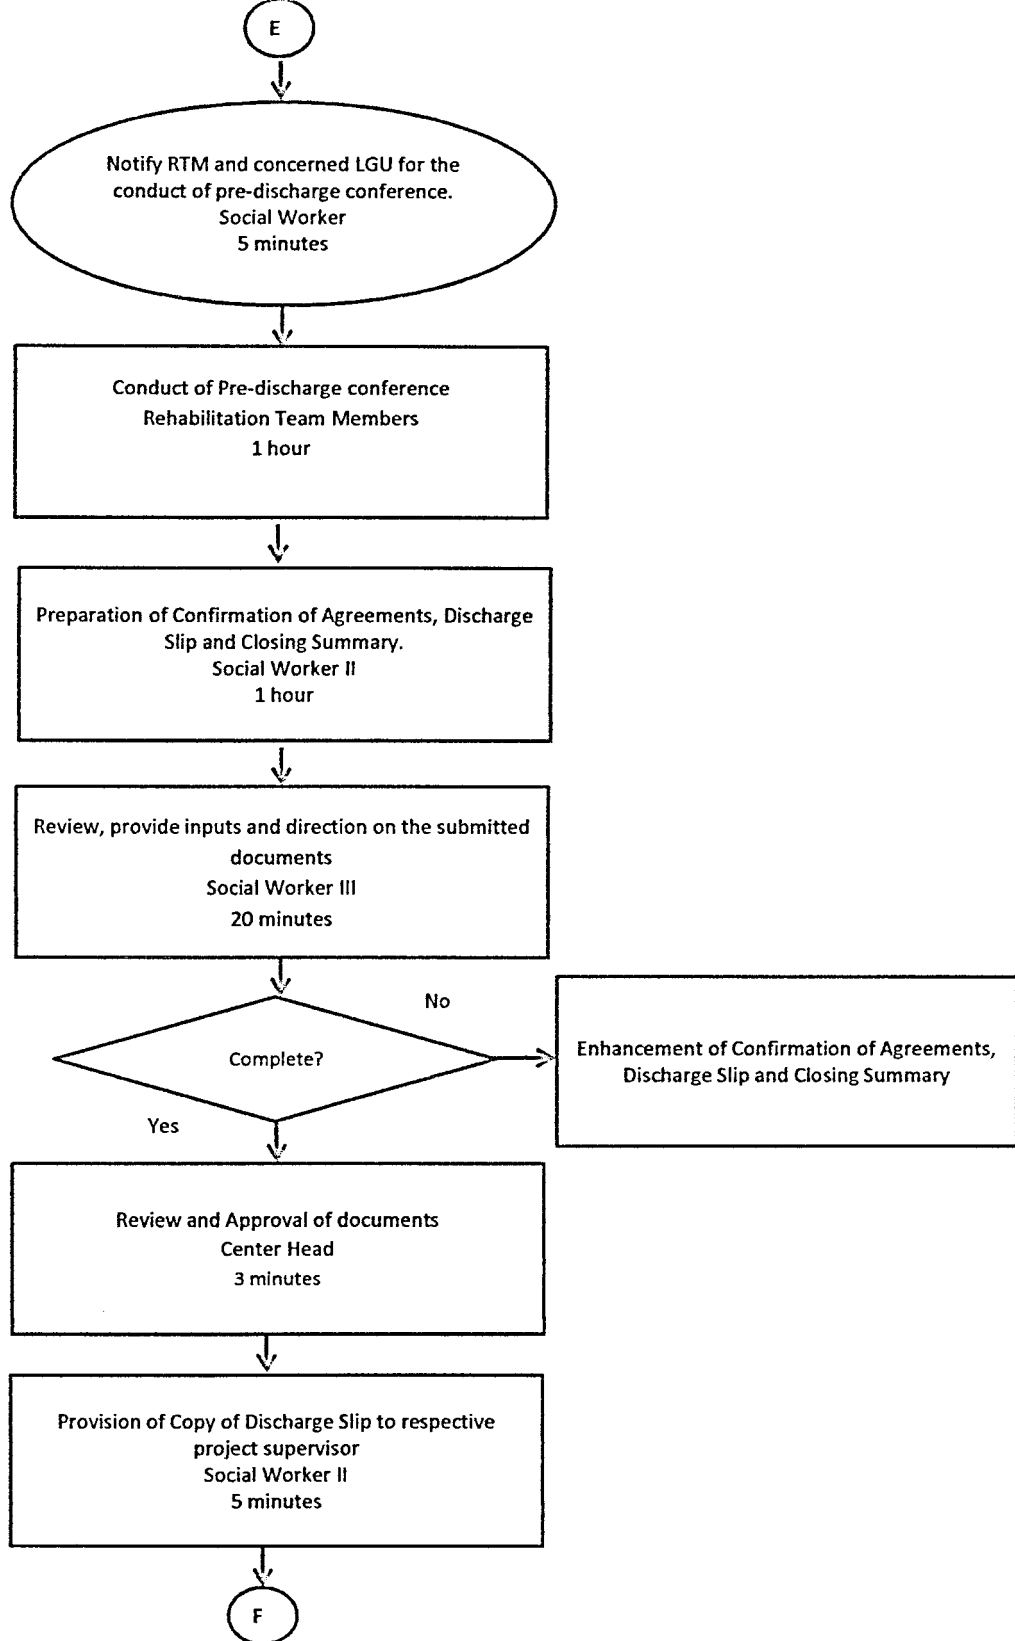 E
Notify RTM and concerned LGU for the
conduct of pre-discharge conference.
Social Worker
5 minutes
Conduct of Pre-discharge conference
Rehabilitation Team Members
1 hour
Preparation of Confirmation of Agreements, Discharge
Slip and Closing Summary.
Social Worker II
1 hour
Review, provide inputs and direction on the submitted
documents
Social Worker III
20 minutes
No
Complete?
Enhancement of Confirmation of Agreements,
Discharge Slip and Closing Summary
Yes
Review and Approval of documents
Center Head
3 minutes
Provision of Copy of Discharge Slip to respective
project supervisor
Social Worker II
5 minutes
F